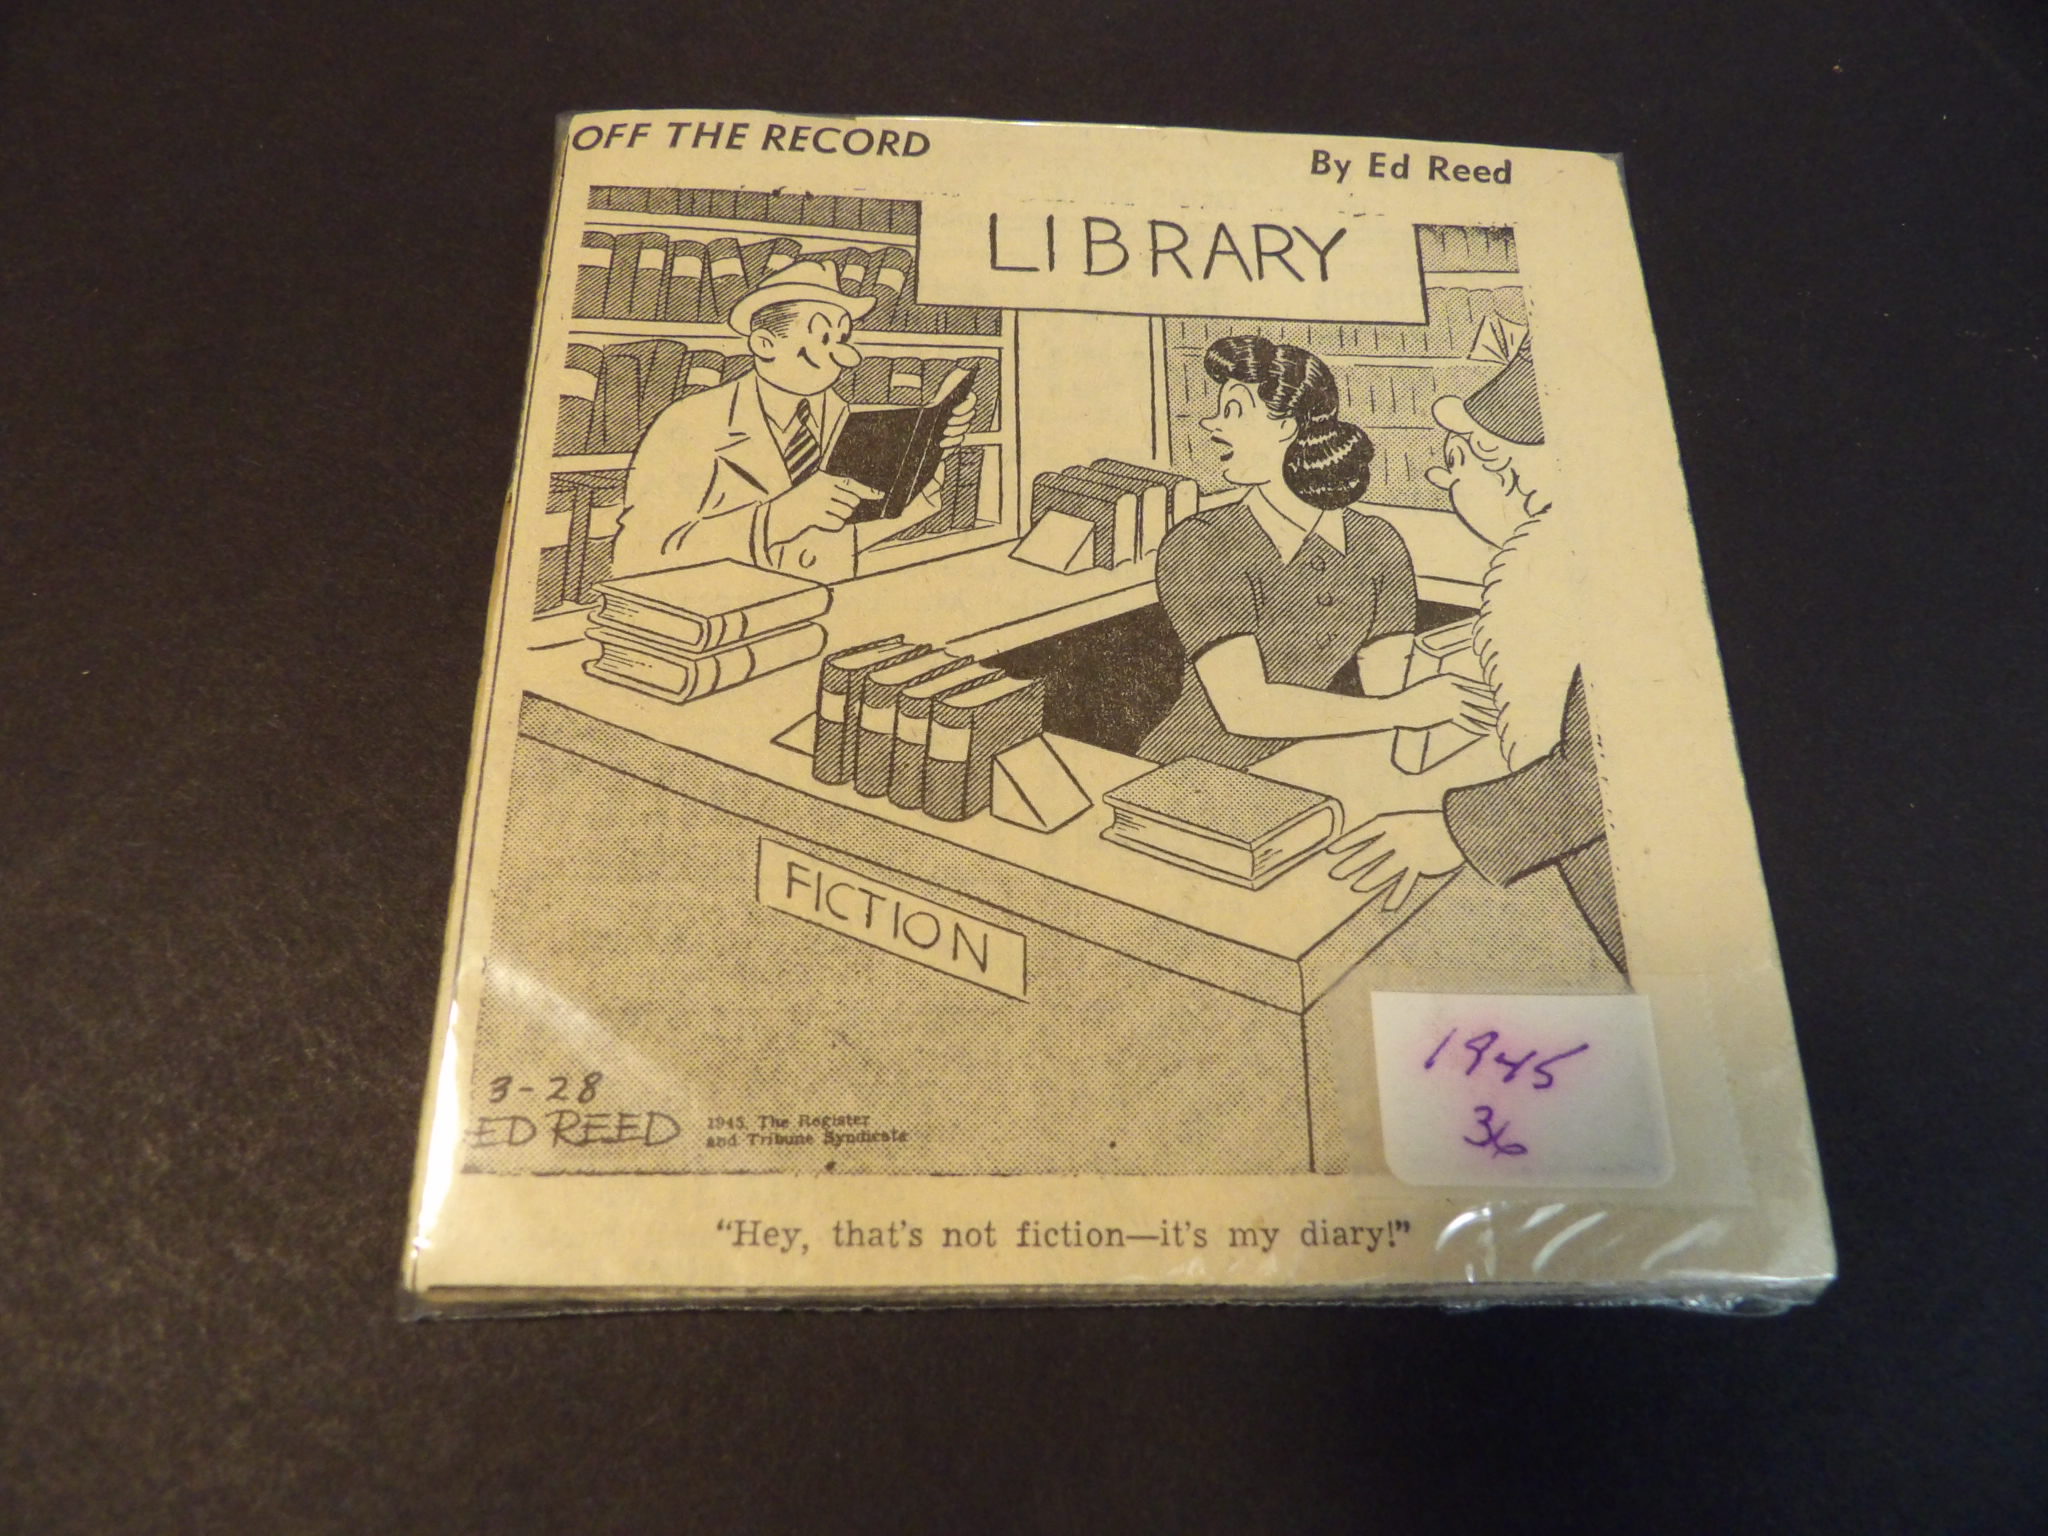 OFF THE RECORD
By Ed Reed
LIBRARY
FICTION
3-28
ED REED
1945, The Register
and Tribune Syndicate
1945
36
"Hey, that's not fiction—it's my diary!"